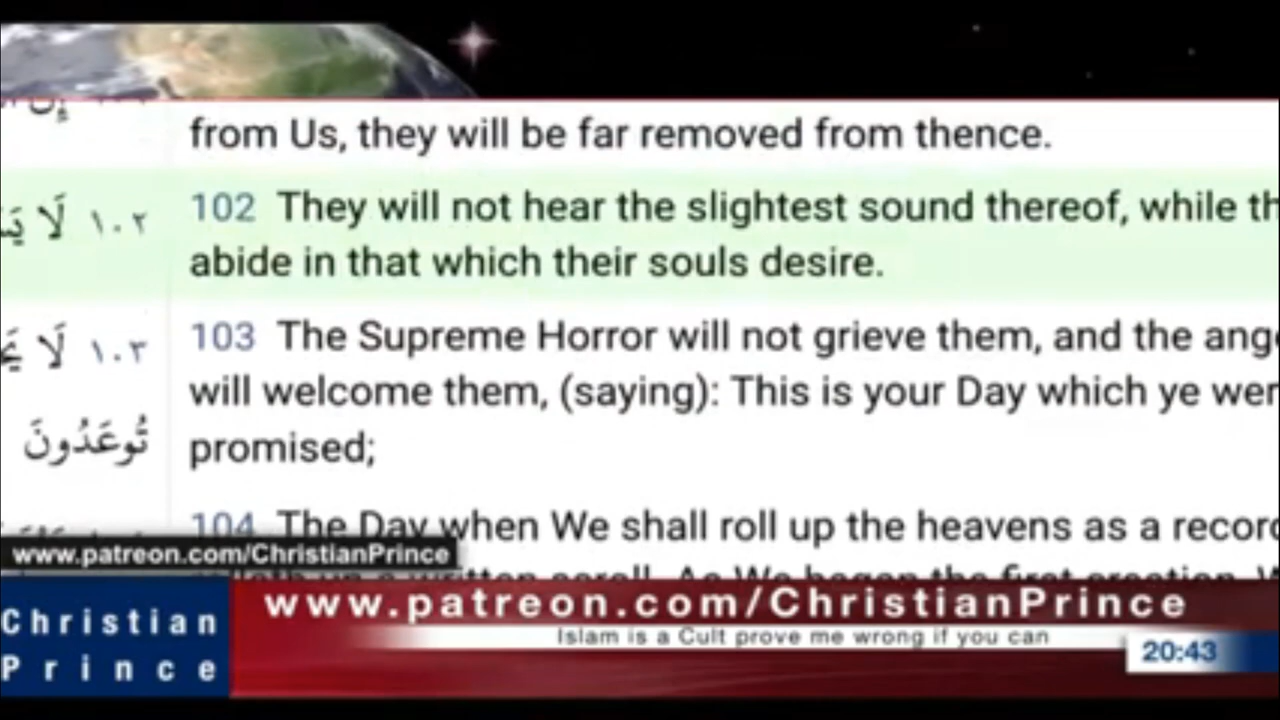 from Us, they will be far removed from thence.
١٠٢ لَا
102 They will not hear the slightest sound thereof, while th
abide in that which their souls desire.
١٠٣ لَا
103 The Supreme Horror will not grieve them, and the ange
will welcome them, (saying): This is your Day which ye wer
تُوعَدُونَ
promised;
104 The Day when We shall roll up the heavens as a record
www.patreon.com/ChristianPrince
Christian
Prince
www.patreon.com/ChristianPrince
Islam is a Cult prove me wrong if you can
20:43